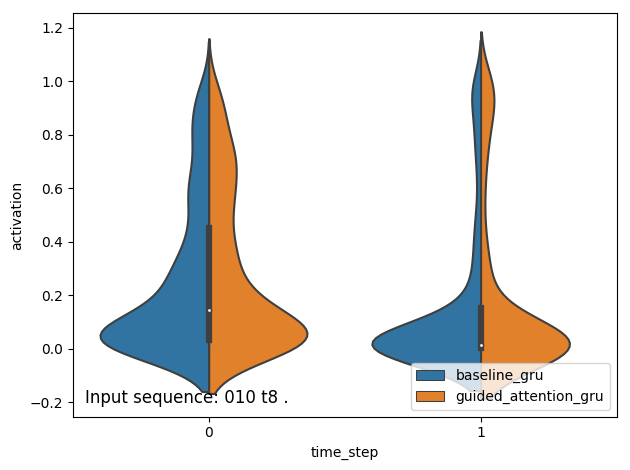 1.2
1.0
0.8
0.6
0.4
0.2
0.0
−0.2
activation
Input sequence: 010 t8 .
baseline_gru
guided_attention_gru
0
1
time_step